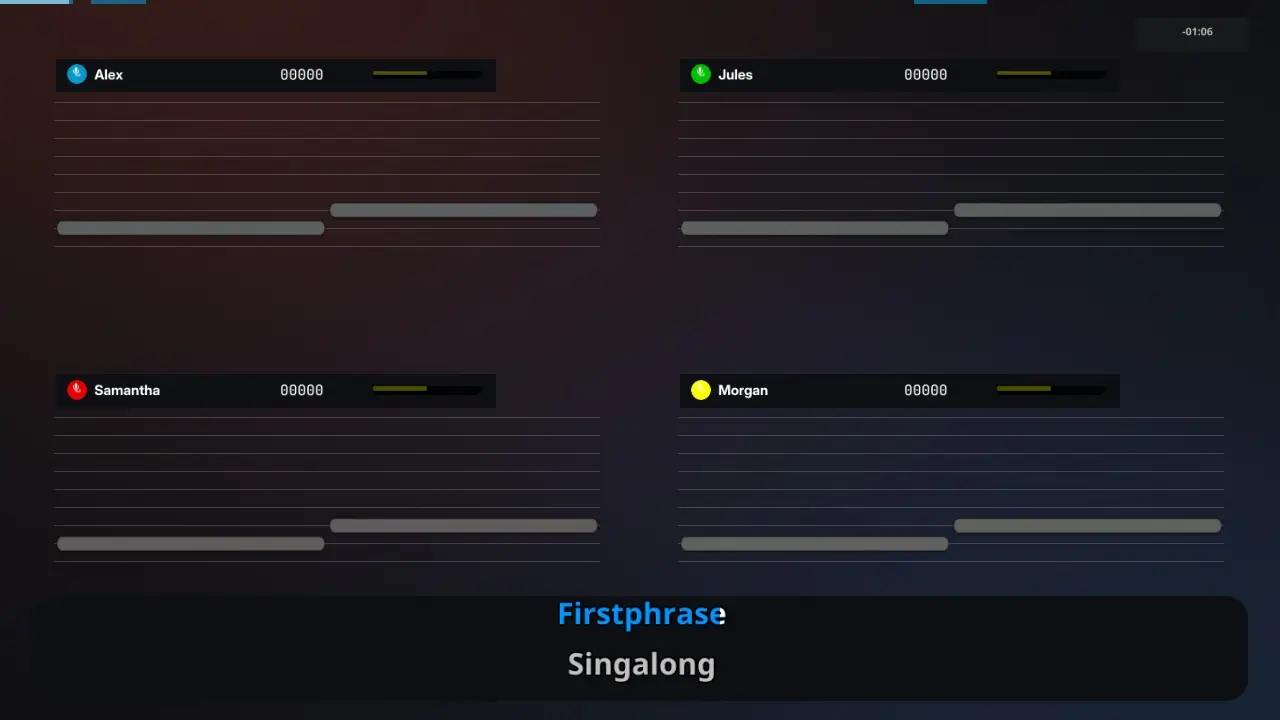 -01:06
Alex 00000
Jules 00000
Samantha 00000
Morgan 00000
Firstphrase
Singalong